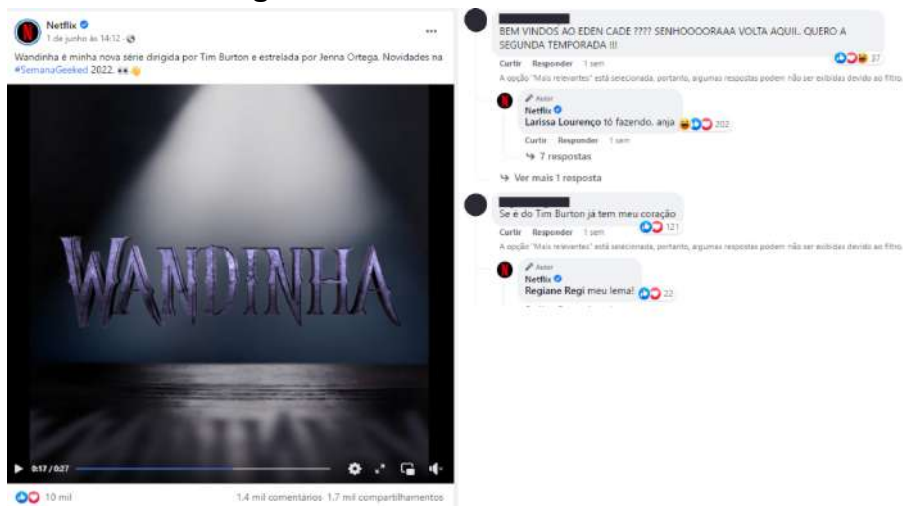 Netflix
1 de junho às 14:12 ·
Wandinha é minha nova série dirigida por Tim Burton e estrelada por Jenna Ortega. Novidades na
#SemanaGeeked 2022.
WANDINHA
0:17 / 0:27
10 mil
1.4 mil comentários 1.7 mil compartilhamentos
BEM VINDOS AO EDEN CADE ???? SENHOOOORAAA VOLTA AQUII.. QUERO A
SEGUNDA TEMPORADA !!!
Curtir Responder 1 sem
37
A opção "Mais relevantes" está selecionada, portanto, algumas respostas podem não ser exibidas devido ao filtro.
Autor
Netflix
Larissa Lourenço tô fazendo, anja
202
Curtir Responder 1 sem
7 respostas
Ver mais 1 resposta
Se é do Tim Burton já tem meu coração
121
Curtir Responder 1 sem
A opção "Mais relevantes" está selecionada, portanto, algumas respostas podem não ser exibidas devido ao filtro.
Autor
Netflix
Regiane Regi meu lema!
22